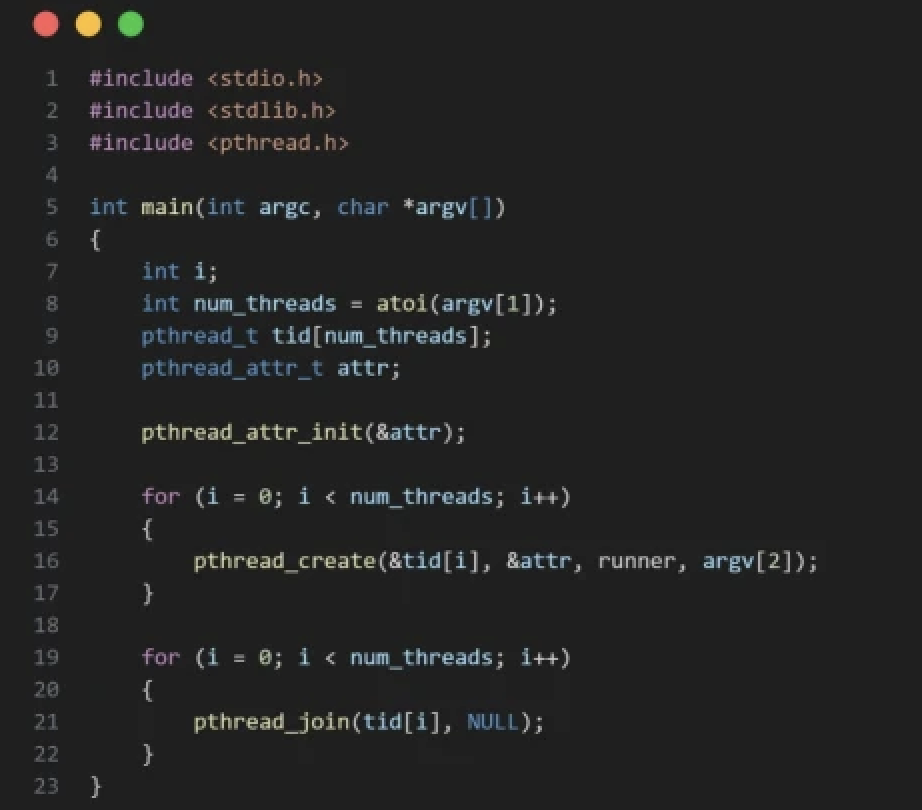 1 #include <stdio.h>
2 #include <stdlib.h>
3 #include <pthread.h>
4
5 int main(int argc, char *argv[])
6 {
7     int i;
8     int num_threads = atoi(argv[1]);
9     pthread_t tid[num_threads];
10     pthread_attr_t attr;
11
12     pthread_attr_init(&attr);
13
14     for (i = 0; i < num_threads; i++)
15     {
16         pthread_create(&tid[i], &attr, runner, argv[2]);
17     }
18
19     for (i = 0; i < num_threads; i++)
20     {
21         pthread_join(tid[i], NULL);
22     }
23 }